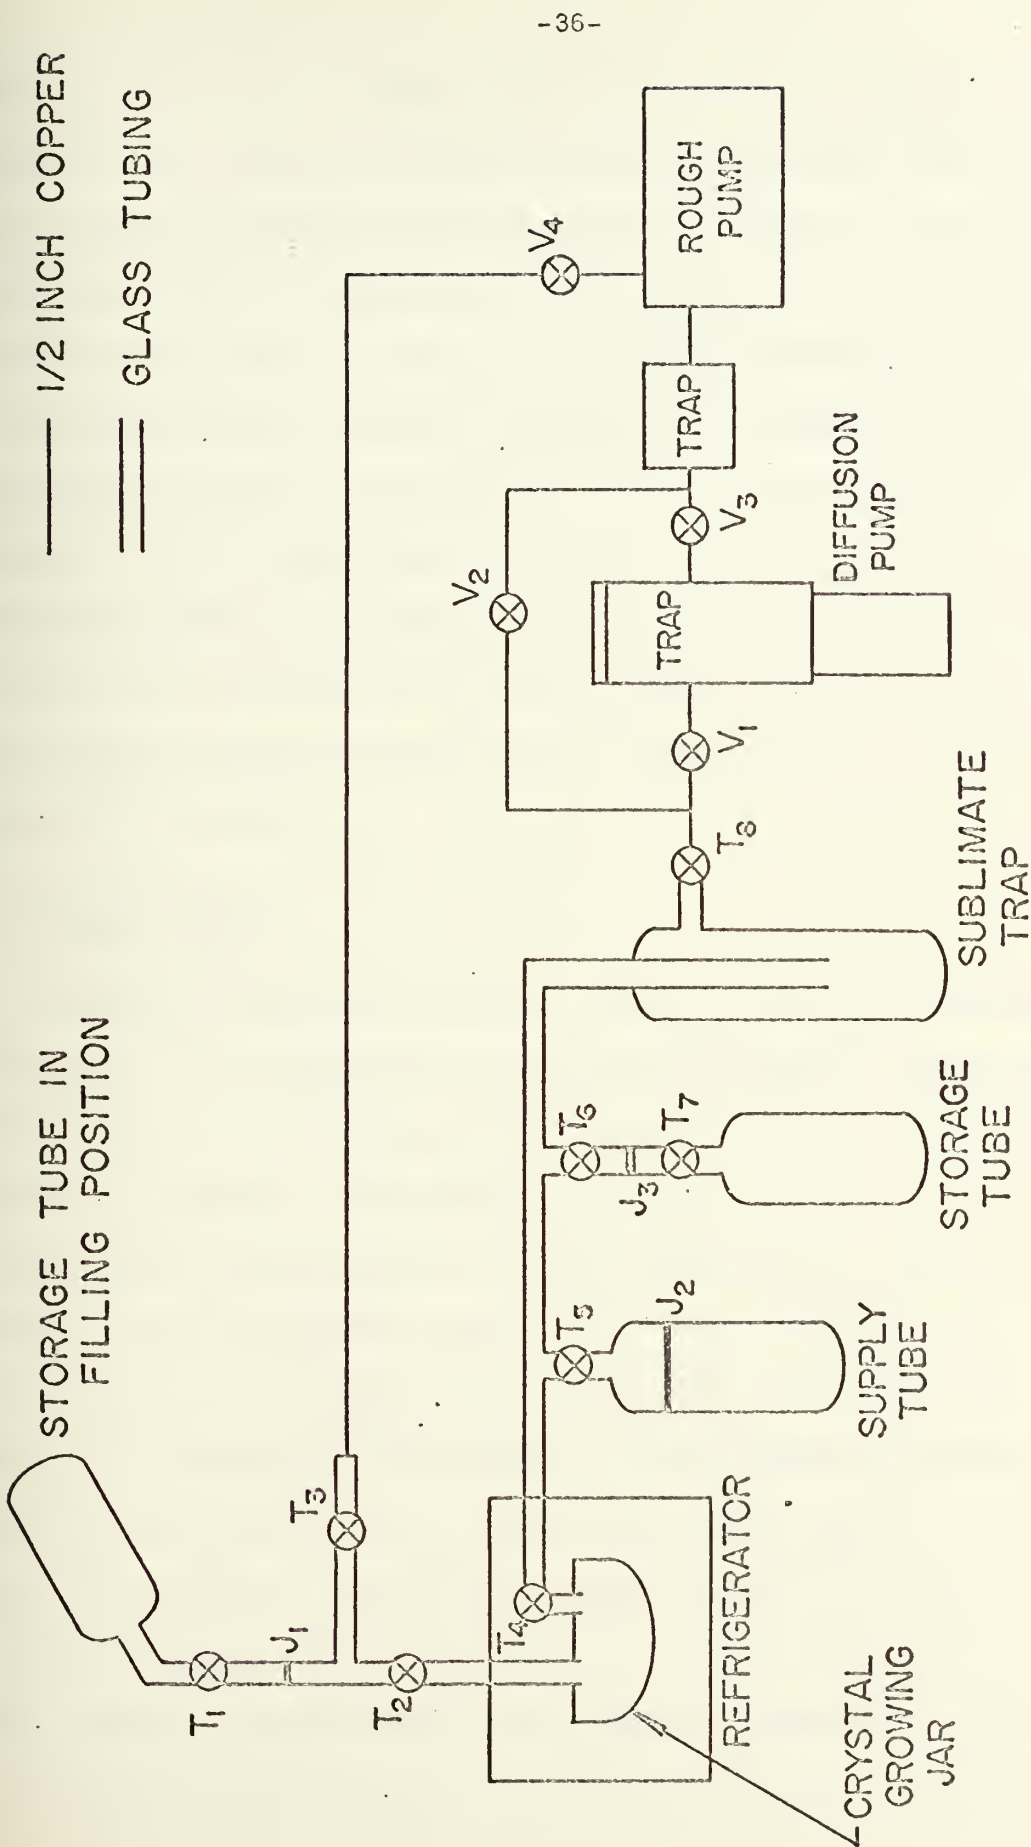 -36-
1/2 INCH COPPER
GLASS TUBING
STORAGE TUBE IN
FILLING POSITION
T1
J1
T2
T3
V4
ROUGH
PUMP
TRAP
V2
V3
TRAP
DIFFUSION
PUMP
V1
T8
SUBLIMATE
TRAP
T6
J3
T7
STORAGE
TUBE
T5
J2
SUPPLY
TUBE
T4
REFRIGERATOR
CRYSTAL
GROWING
JAR